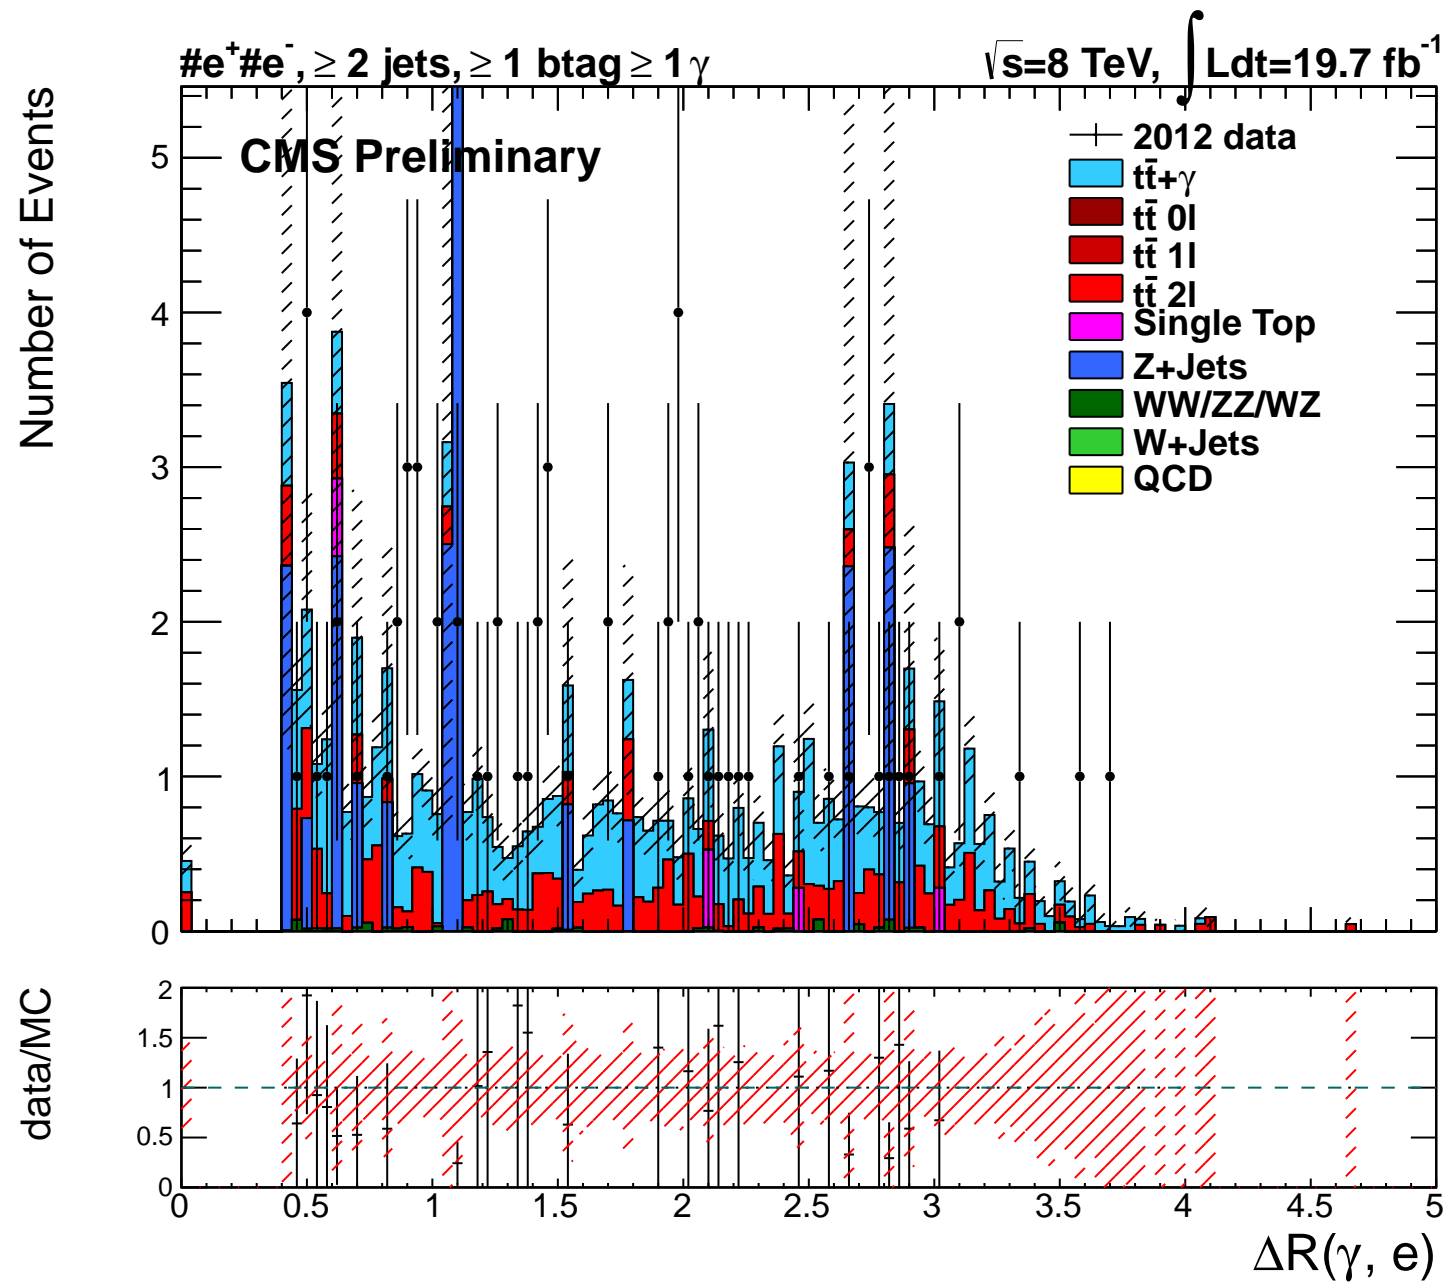 #e⁺#e⁻, ≥ 2 jets, ≥ 1 btag ≥ 1 γ
√s=8 TeV, ∫ Ldt=19.7 fb⁻¹
CMS Preliminary
Number of Events
5
4
3
2
1
0
2012 data
tt̄+γ
tt̄ 0l
tt̄ 1l
tt̄ 2l
Single Top
Z+Jets
WW/ZZ/WZ
W+Jets
QCD
data/MC
2
1.5
1
0.5
0
0 0.5 1 1.5 2 2.5 3 3.5 4 4.5 5
ΔR(γ, e)